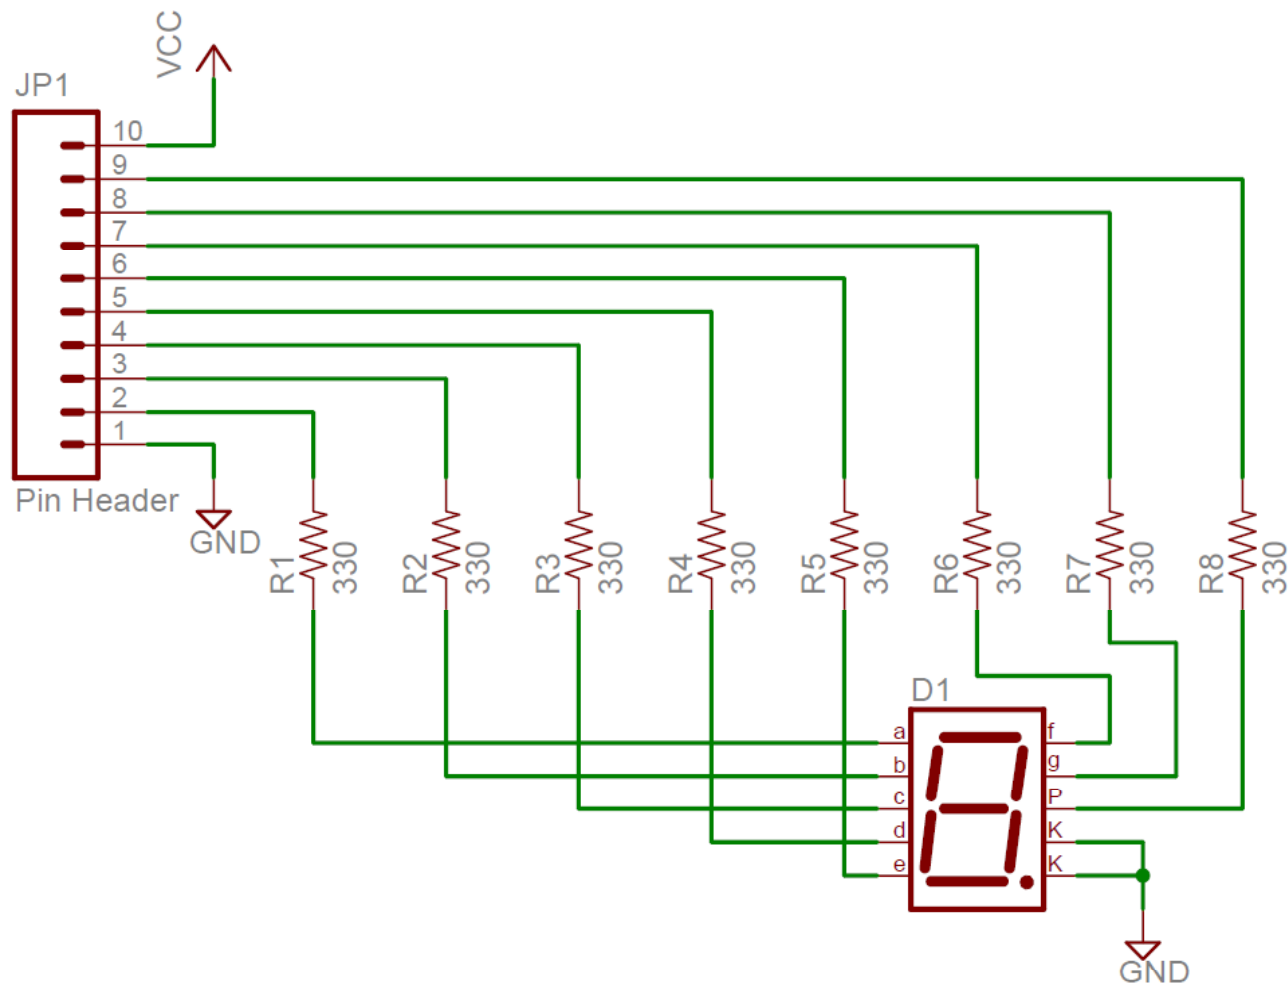 VCC
JP1
10
9
8
7
6
5
4
3
2
1
Pin Header
GND
R1 330
R2 330
R3 330
R4 330
R5 330
R6 330
R7 330
R8 330
D1
a f
b g
c P
d K
e K
GND